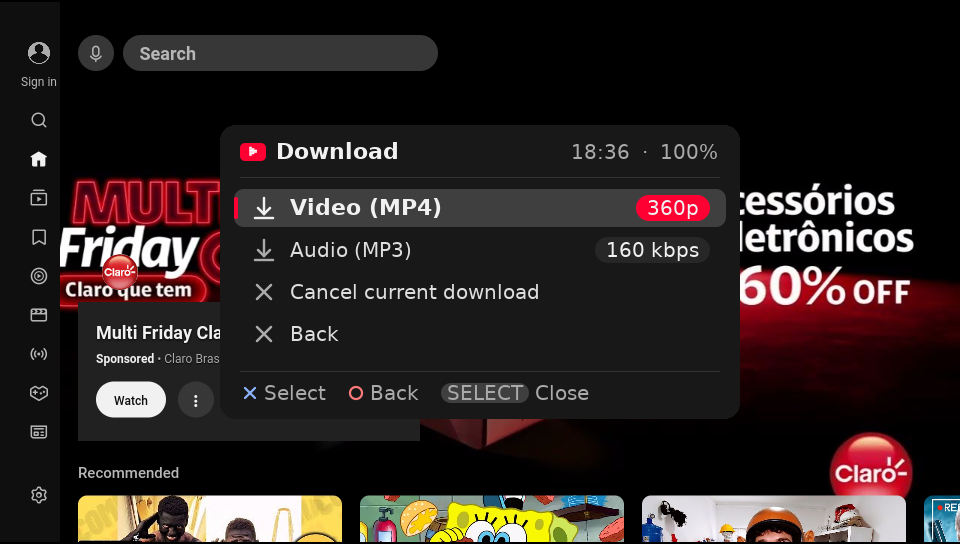 Sign in
Search
Download
18:36 · 100%
Video (MP4)
360p
Audio (MP3)
160 kbps
Cancel current download
Back
Select
Back
SELECT Close
MULT
Friday
Claro
Claro que tem
cessórios
letrônicos
60% OFF
Multi Friday Cla
Sponsored • Claro Bras
Watch
Recommended
Claro